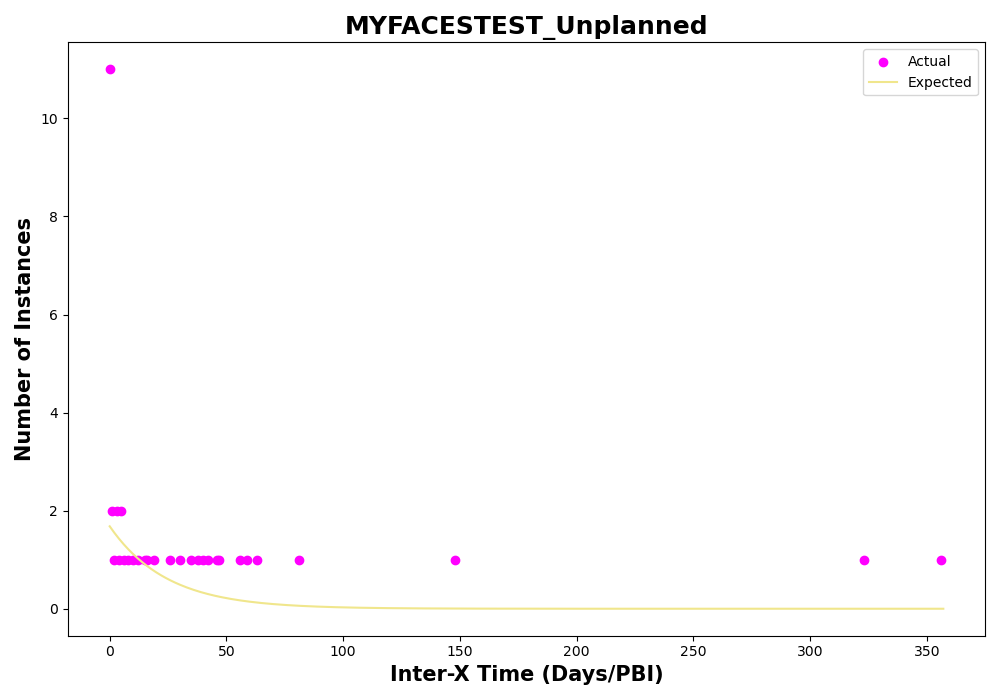 MYFACESTEST_Unplanned
Actual
Expected
Number of Instances
10
8
6
4
2
0
0 50 100 150 200 250 300 350
Inter-X Time (Days/PBI)